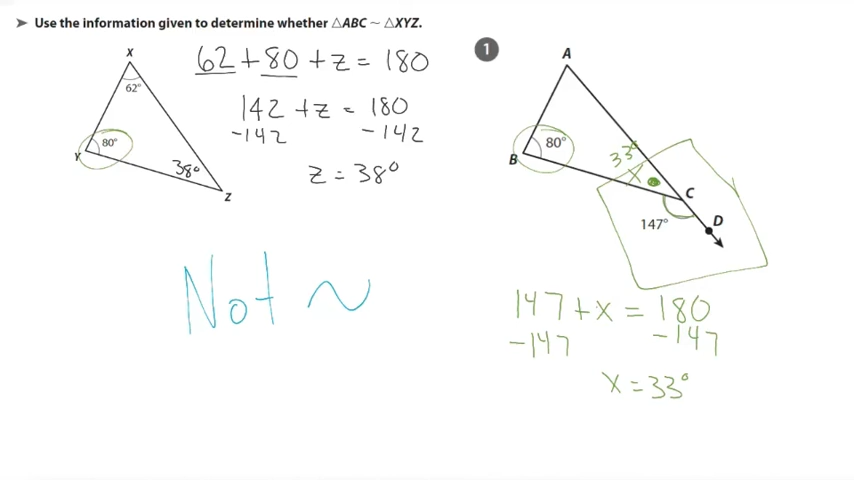 ➤ Use the information given to determine whether △ABC ~ △XYZ.
X
62°
80°
Y
38°
Z
62 + 80 + z = 180
142 + z = 180
-142 -142
z = 38°
Not ~
1
A
80°
B
33°
X
C
147°
D
147 + x = 180
-147 -147
x = 33°